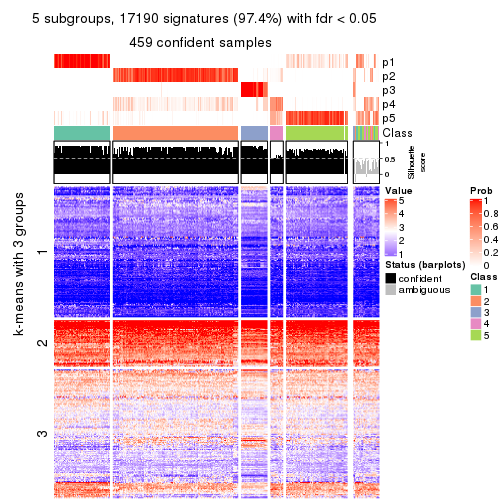 5 subgroups, 17190 signatures (97.4%) with fdr < 0.05
459 confident samples
p1
p2
p3
p4
p5
Class
1
0.5
0
Silhouette
score
k-means with 3 groups
1
2
3
Value
5
4
3
2
1
Status (barplots)
confident
ambiguous
Prob
1
0.8
0.6
0.4
0.2
0
Class
1
2
3
4
5